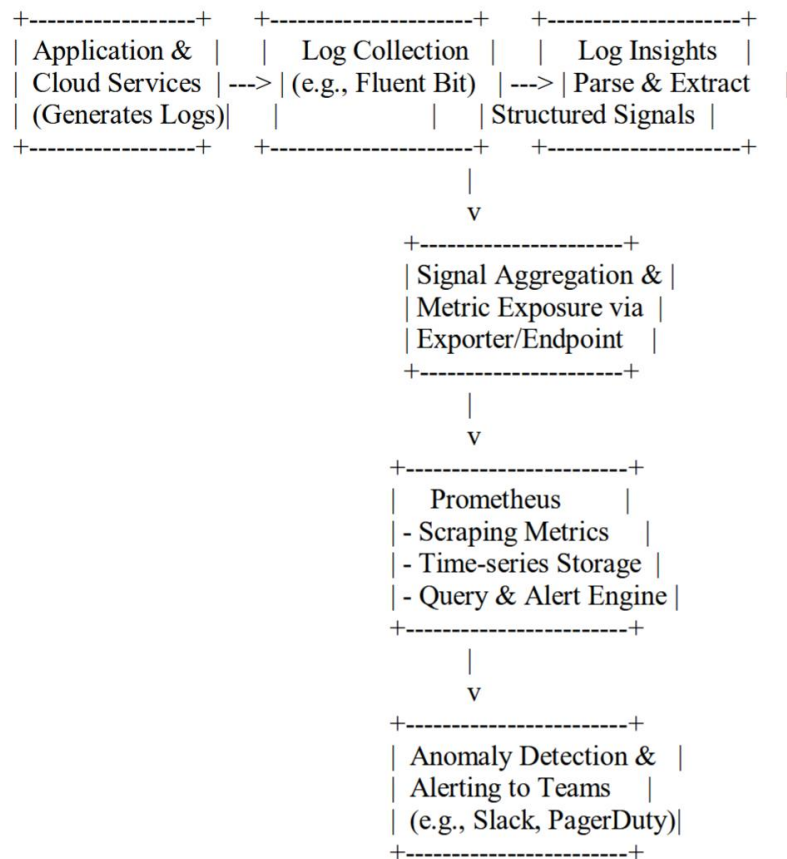 +------------------+ +----------------------+ +---------------------+
| Application & | | Log Collection | | Log Insights |
| Cloud Services | ---> | (e.g., Fluent Bit) | ---> | Parse & Extract |
| (Generates Logs)| | | | Structured Signals |
+------------------+ +----------------------+ +---------------------+
|
v
+----------------------+
| Signal Aggregation & |
| Metric Exposure via |
| Exporter/Endpoint |
+----------------------+
|
v
+------------------------+
| Prometheus |
| - Scraping Metrics |
| - Time-series Storage |
| - Query & Alert Engine |
+------------------------+
|
v
+------------------------+
| Anomaly Detection & |
| Alerting to Teams |
| (e.g., Slack, PagerDuty)|
+------------------------+